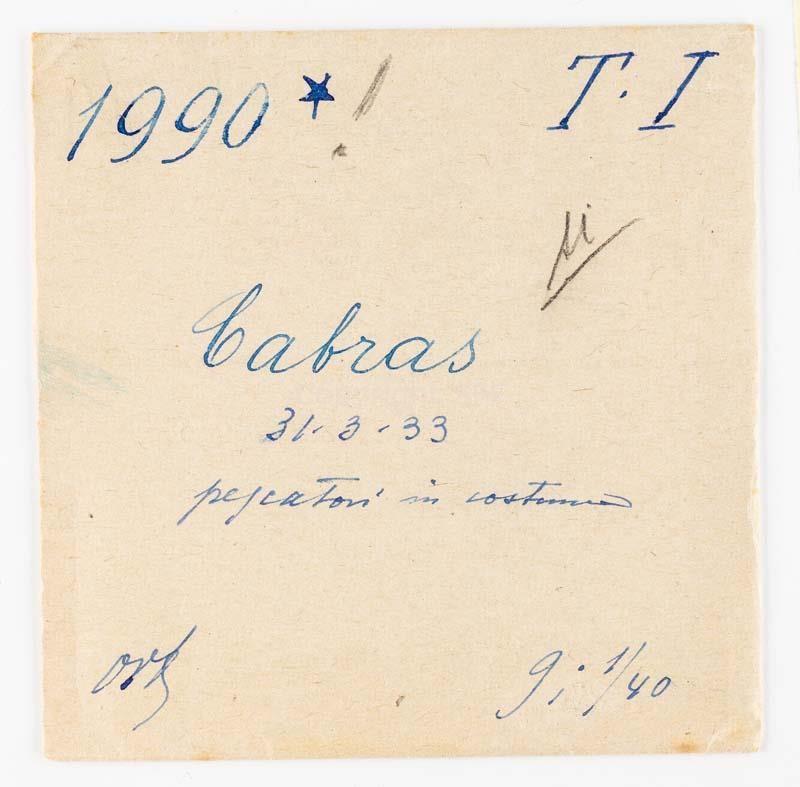 1990 * ! T. I
Cabras
31-3-33
pescatori in costume
9; 1/40